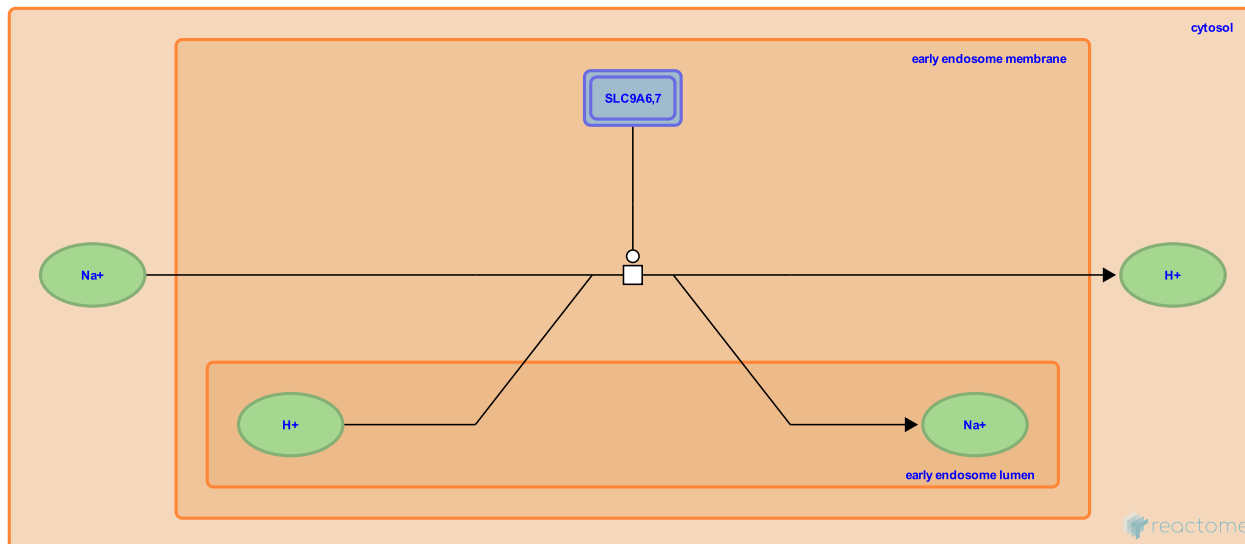 cytosol
early endosome membrane
SLC9A6,7
Na+
H+
H+
Na+
early endosome lumen
reactome